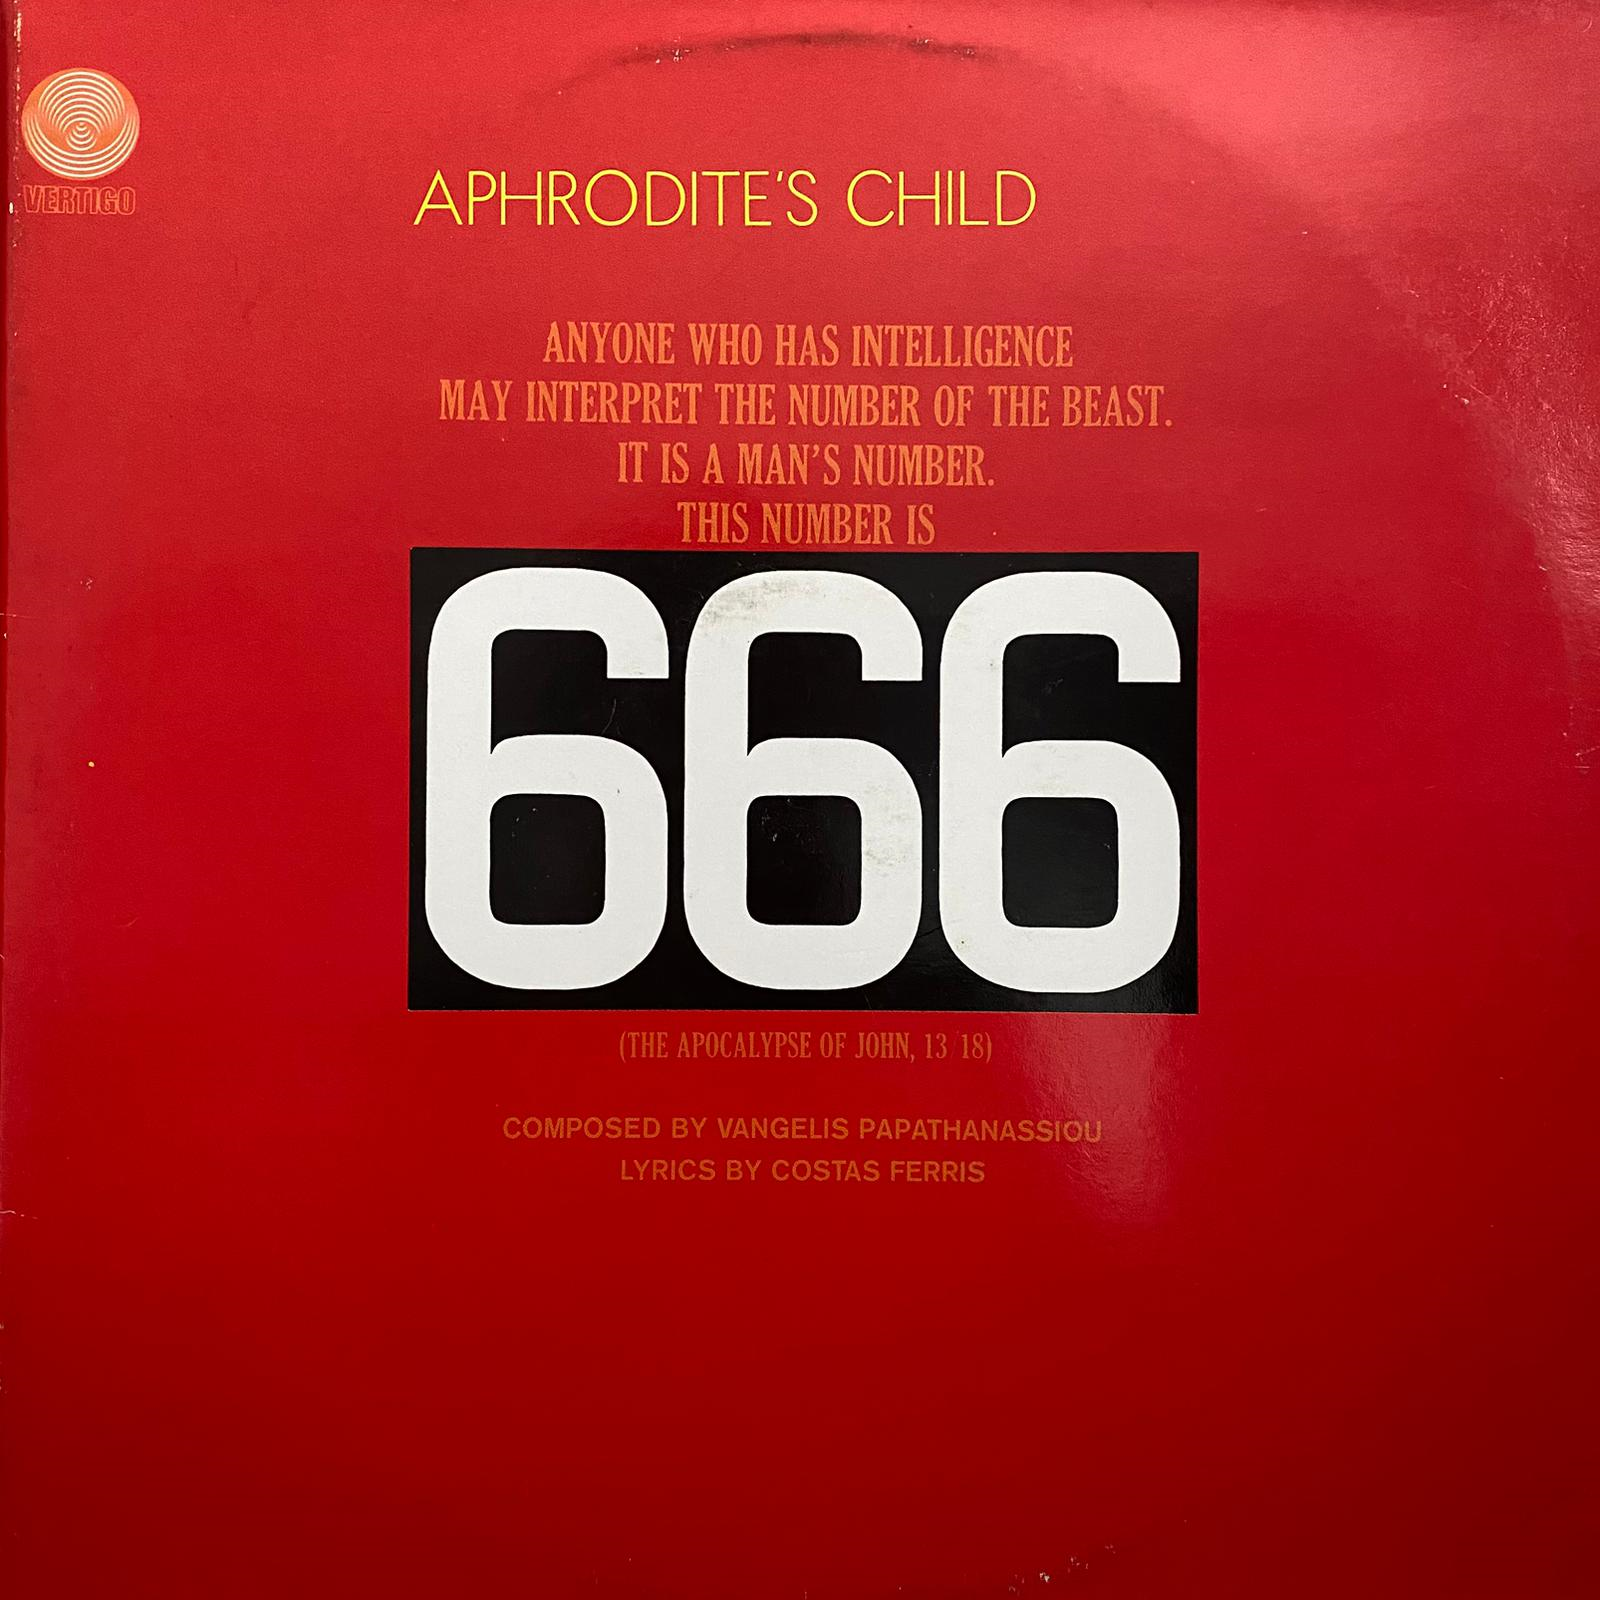 VERTIGO
APHRODITE'S CHILD
ANYONE WHO HAS INTELLIGENCE
MAY INTERPRET THE NUMBER OF THE BEAST.
IT IS A MAN'S NUMBER.
THIS NUMBER IS
666
(THE APOCALYPSE OF JOHN, 13/18)
COMPOSED BY VANGELIS PAPATHANASSIOU
LYRICS BY COSTAS FERRIS